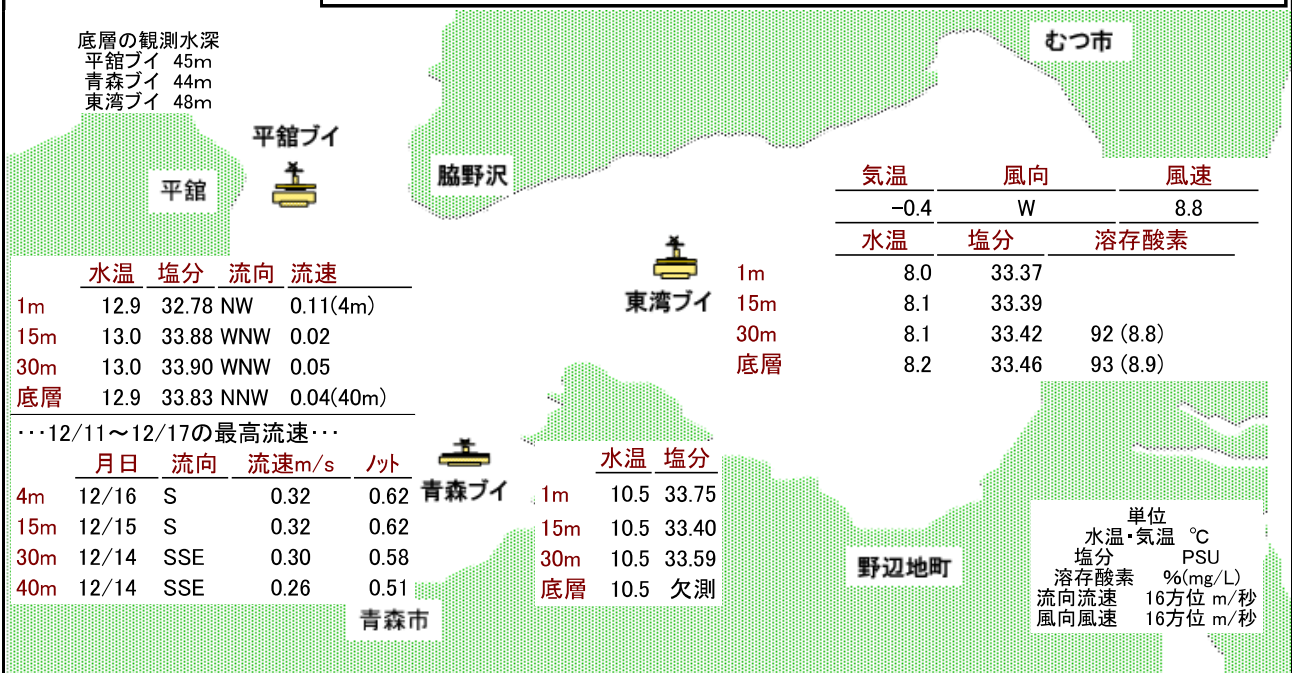 底層の観測水深
平舘ブイ 45m
青森ブイ 44m
東湾ブイ 48m
むつ市
平舘ブイ
平舘
脇野沢
気温 風向 風速
-0.4 W 8.8
水温 塩分 溶存酸素
1m 8.0 33.37
15m 8.1 33.39
30m 8.1 33.42 92 (8.8)
底層 8.2 33.46 93 (8.9)
東湾ブイ
水温 塩分 流向 流速
1m 12.9 32.78 NW 0.11(4m)
15m 13.0 33.88 WNW 0.02
30m 13.0 33.90 WNW 0.05
底層 12.9 33.83 NNW 0.04(40m)
･･･12/11～12/17の最高流速･･･
月日 流向 流速m/s ノット
4m 12/16 S 0.32 0.62
15m 12/15 S 0.32 0.62
30m 12/14 SSE 0.30 0.58
40m 12/14 SSE 0.26 0.51
青森ブイ
水温 塩分
1m 10.5 33.75
15m 10.5 33.40
30m 10.5 33.59
底層 10.5 欠測
青森市
野辺地町
単位
水温・気温 ℃
塩分 PSU
溶存酸素 %(mg/L)
流向流速 16方位 m/秒
風向風速 16方位 m/秒